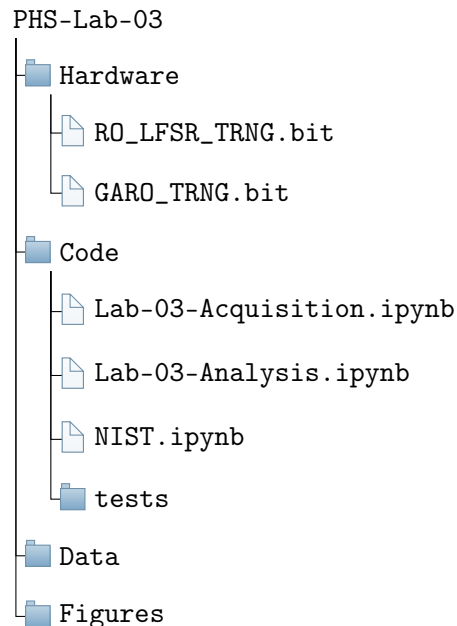 PHS-Lab-03
Hardware
RO_LFSR_TRNG.bit
GARO_TRNG.bit
Code
Lab-03-Acquisition.ipynb
Lab-03-Analysis.ipynb
NIST.ipynb
tests
Data
Figures